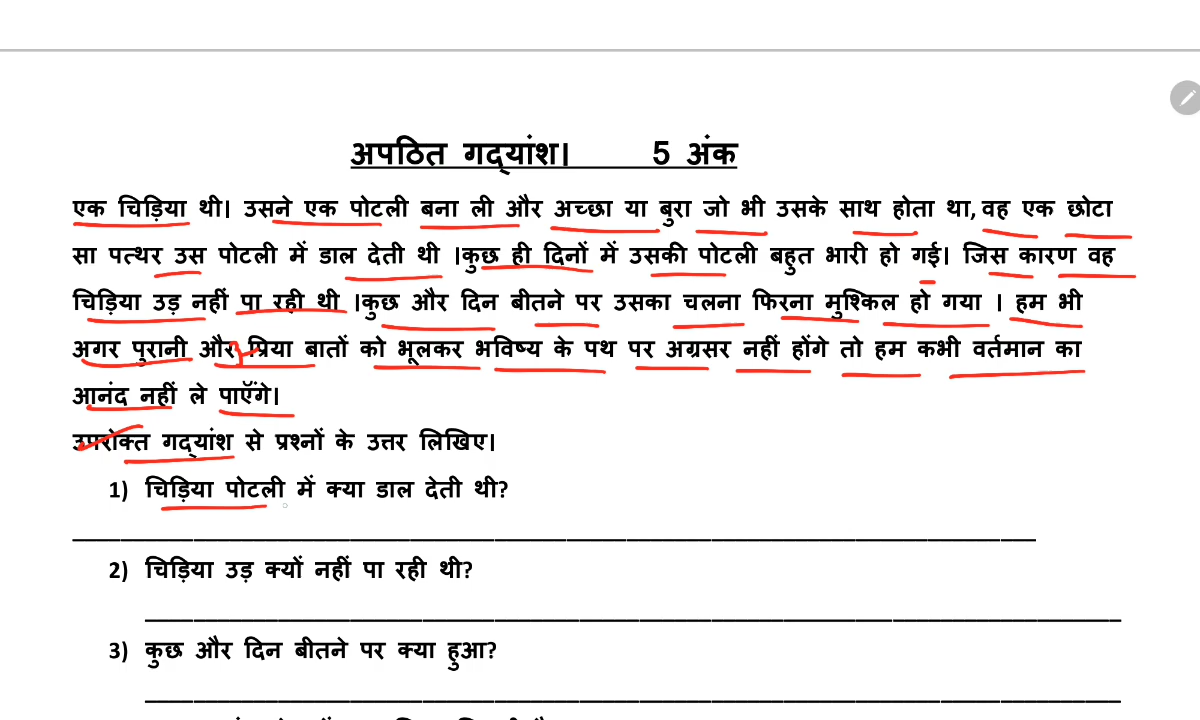 अपठित गद्यांश। 5 अंक
एक चिड़िया थी। उसने एक पोटली बना ली और अच्छा या बुरा जो भी उसके साथ होता था, वह एक छोटा
सा पत्थर उस पोटली में डाल देती थी ।कुछ ही दिनों में उसकी पोटली बहुत भारी हो गई। जिस कारण वह
चिड़िया उड़ नहीं पा रही थी ।कुछ और दिन बीतने पर उसका चलना फिरना मुश्किल हो गया । हम भी
अगर पुरानी और प्रिया बातों को भूलकर भविष्य के पथ पर अग्रसर नहीं होंगे तो हम कभी वर्तमान का
आनंद नहीं ले पाएँगे।
उपरोक्त गद्यांश से प्रश्नों के उत्तर लिखिए।
1) चिड़िया पोटली में क्या डाल देती थी?
2) चिड़िया उड़ क्यों नहीं पा रही थी?
3) कुछ और दिन बीतने पर क्या हुआ?